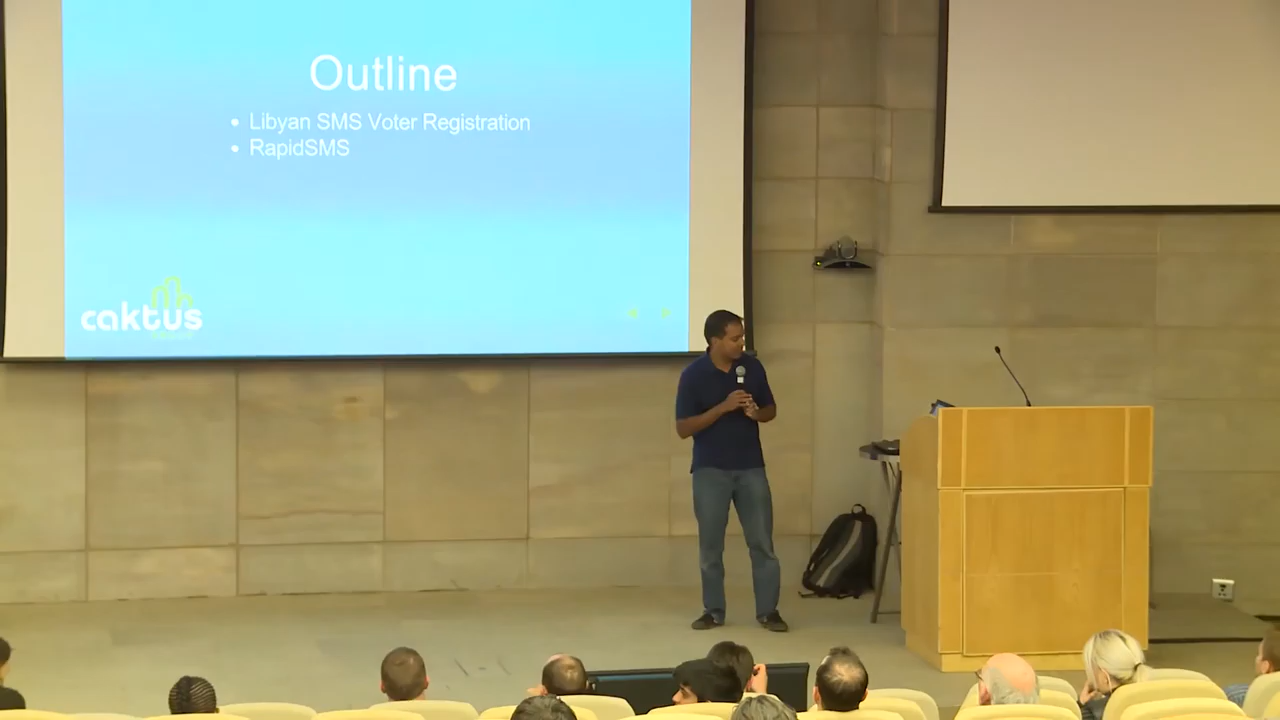 Outline
• Libyan SMS Voter Registration
• RapidSMS
caktus